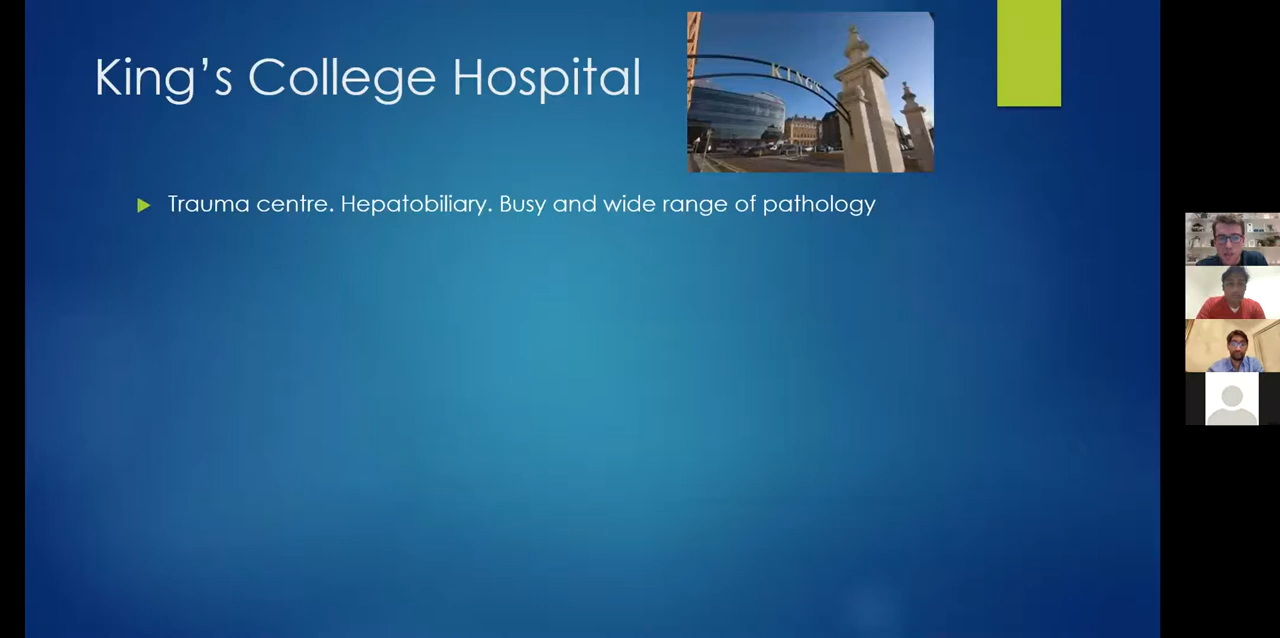 King's College Hospital
KING'S
Trauma centre. Hepatobiliary. Busy and wide range of pathology